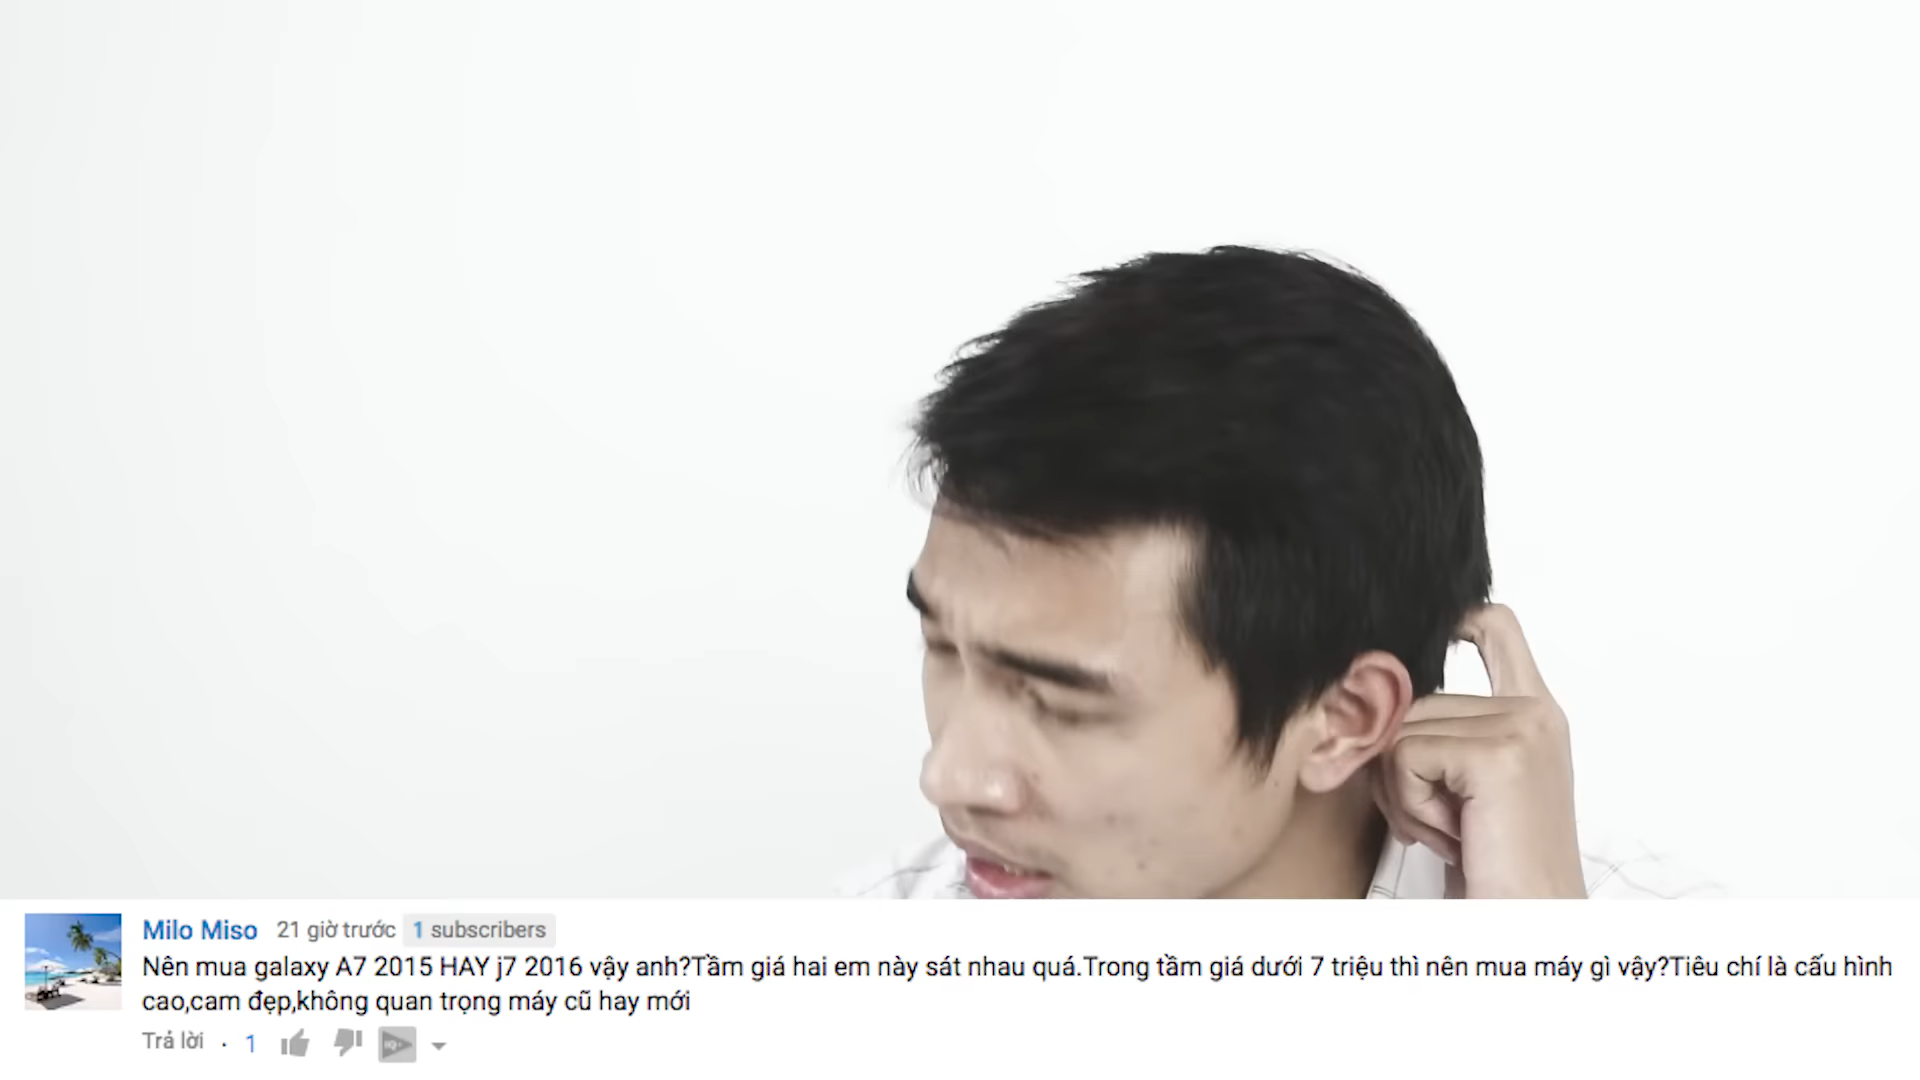 Milo Miso 21 giờ trước 1 subscribers
Nên mua galaxy A7 2015 HAY j7 2016 vậy anh?Tầm giá hai em này sát nhau quá.Trong tầm giá dưới 7 triệu thì nên mua máy gì vậy?Tiêu chí là cấu hình
cao,cam đẹp,không quan trọng máy cũ hay mới
Trả lời · 1